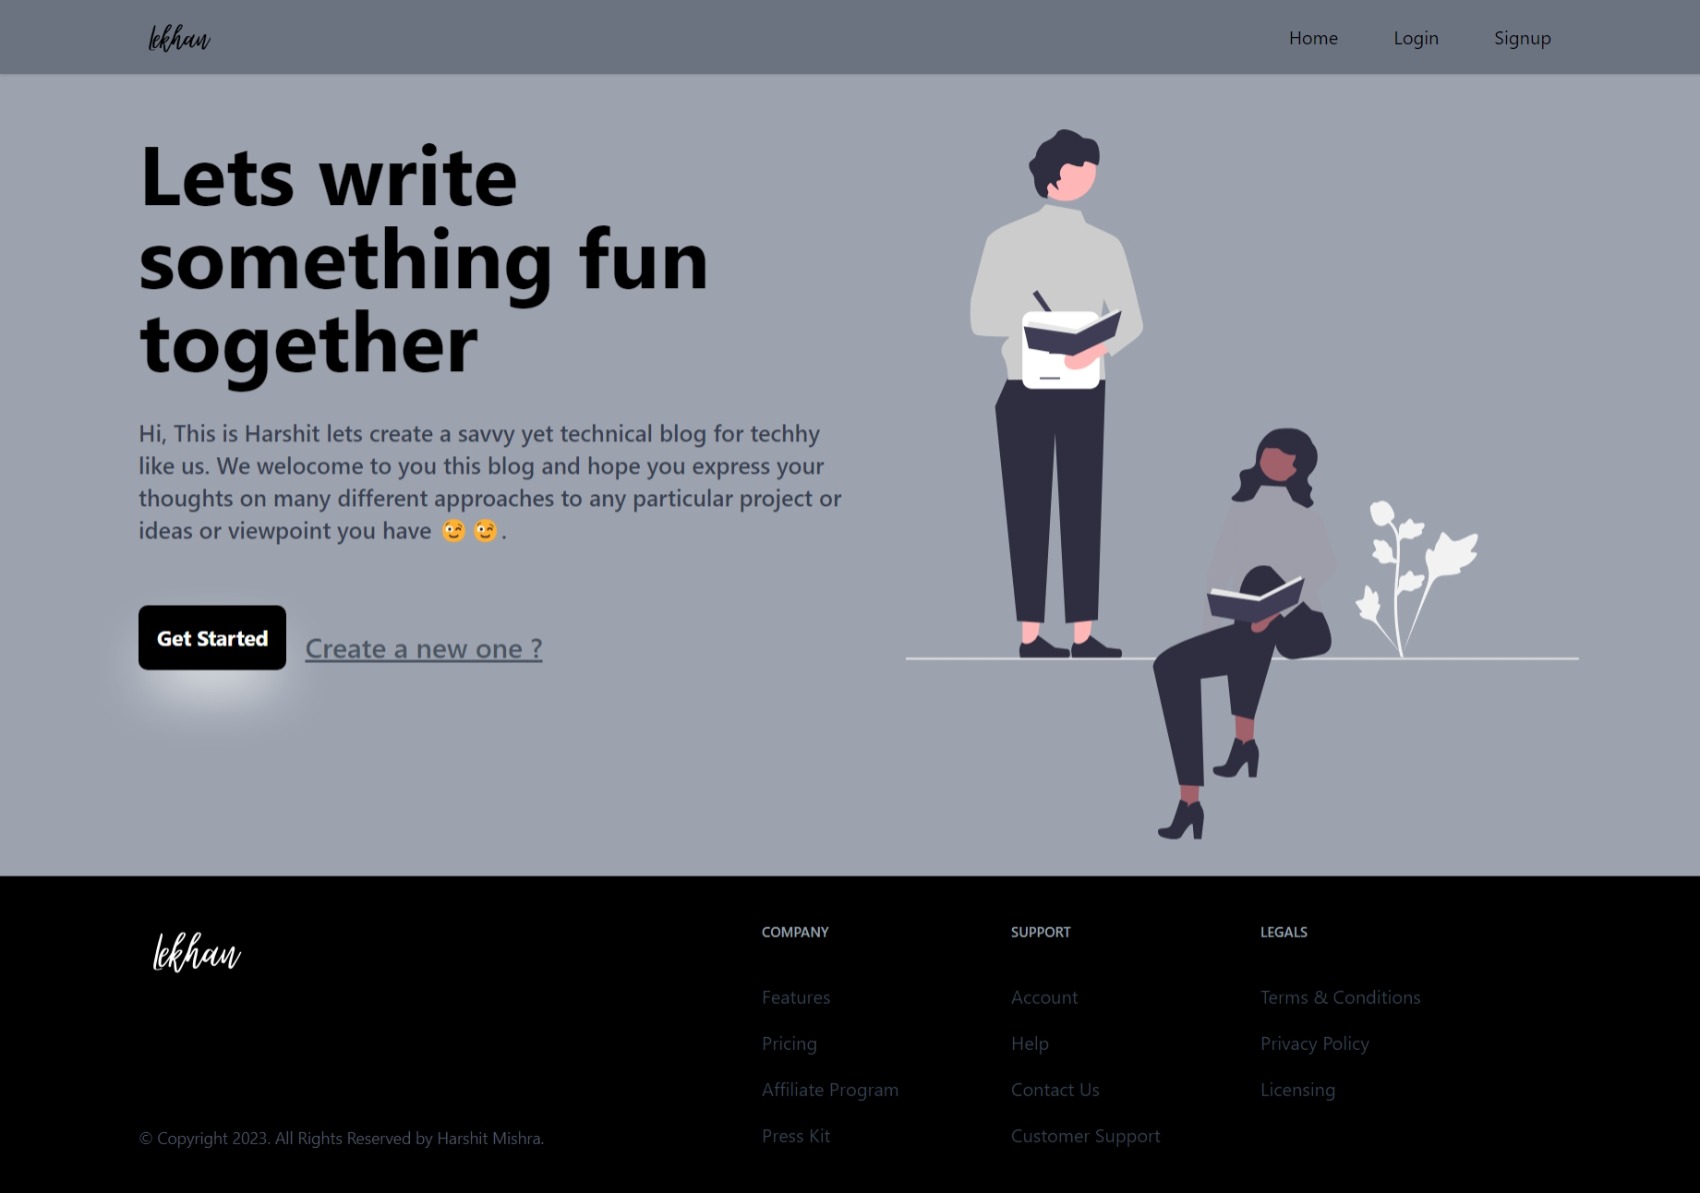 lekhan
Home
Login
Signup
Lets write
something fun
together
Hi, This is Harshit lets create a savvy yet technical blog for techhy
like us. We welocome to you this blog and hope you express your
thoughts on many different approaches to any particular project or
ideas or viewpoint you have 😉😉.
Get Started
Create a new one ?
lekhan
COMPANY
Features
Pricing
Affiliate Program
Press Kit
SUPPORT
Account
Help
Contact Us
Customer Support
LEGALS
Terms & Conditions
Privacy Policy
Licensing
© Copyright 2023. All Rights Reserved by Harshit Mishra.